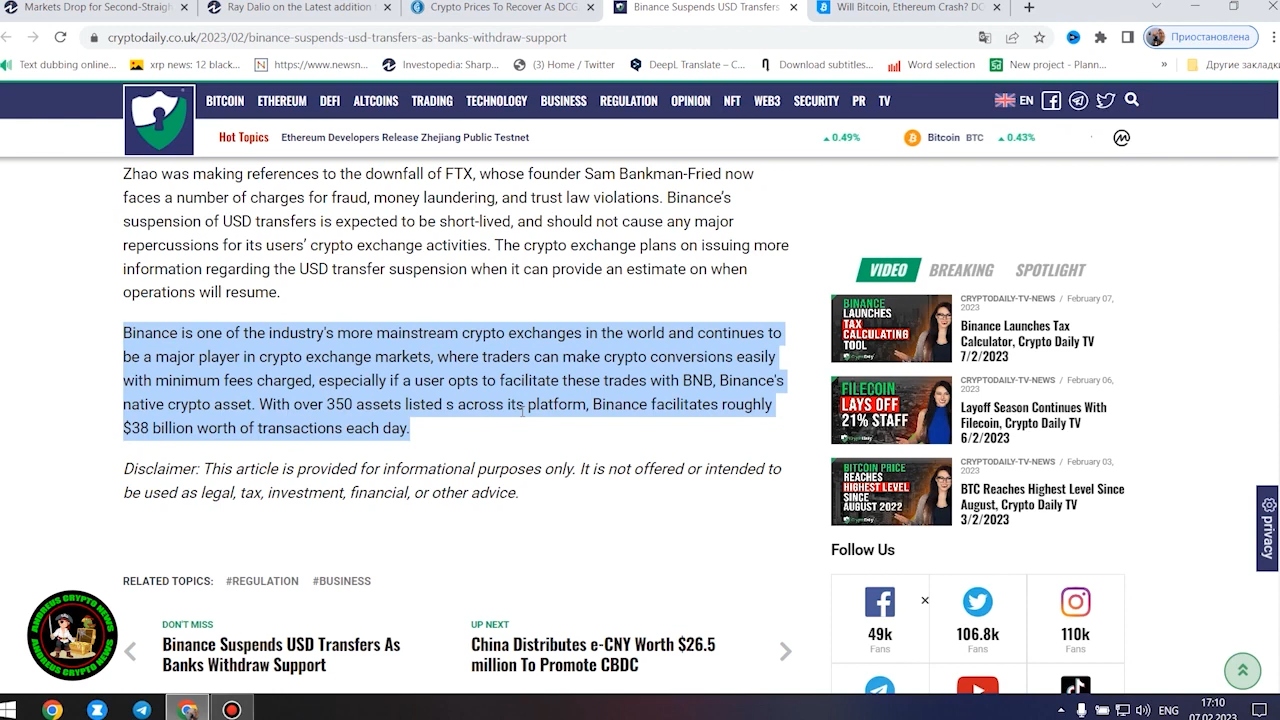 Markets Drop for Second-Straigh
Ray Dalio on the Latest addition
Crypto Prices To Recover As DCG
Binance Suspends USD Transfers
Will Bitcoin, Ethereum Crash? DC
cryptodaily.co.uk/2023/02/binance-suspends-usd-transfers-as-banks-withdraw-support
Приостановлена
Text dubbing online...
xrp news: 12 black...
https://www.newsn...
Investopedia: Sharp...
(3) Home / Twitter
DeepL Translate – C...
Download subtitles...
Word selection
New project - Plann...
»
Другие закладки
BITCOIN ETHEREUM DEFI ALTCOINS TRADING TECHNOLOGY BUSINESS REGULATION OPINION NFT WEB3 SECURITY PR TV
EN
Hot Topics
Ethereum Developers Release Zhejiang Public Testnet
0.49%
Bitcoin BTC
0.43%
Zhao was making references to the downfall of FTX, whose founder Sam Bankman-Fried now
faces a number of charges for fraud, money laundering, and trust law violations. Binance's
suspension of USD transfers is expected to be short-lived, and should not cause any major
repercussions for its users' crypto exchange activities. The crypto exchange plans on issuing more
information regarding the USD transfer suspension when it can provide an estimate on when
operations will resume.
Binance is one of the industry's more mainstream crypto exchanges in the world and continues to
be a major player in crypto exchange markets, where traders can make crypto conversions easily
with minimum fees charged, especially if a user opts to facilitate these trades with BNB, Binance's
native crypto asset. With over 350 assets listed s across its platform, Binance facilitates roughly
$38 billion worth of transactions each day.
Disclaimer: This article is provided for informational purposes only. It is not offered or intended to
be used as legal, tax, investment, financial, or other advice.
RELATED TOPICS: #REGULATION #BUSINESS
DON'T MISS
Binance Suspends USD Transfers As
Banks Withdraw Support
UP NEXT
China Distributes e-CNY Worth $26.5
million To Promote CBDC
VIDEO BREAKING SPOTLIGHT
BINANCE
LAUNCHES
TAX
CALCULATING
TOOL
CRYPTODAILY-TV-NEWS / February 07,
2023
Binance Launches Tax
Calculator, Crypto Daily TV
7/2/2023
FILECOIN
LAYS OFF
21% STAFF
CRYPTODAILY-TV-NEWS / February 06,
2023
Layoff Season Continues With
Filecoin, Crypto Daily TV
6/2/2023
BITCOIN PRICE
REACHES
HIGHEST LEVEL
SINCE
AUGUST 2022
CRYPTODAILY-TV-NEWS / February 03,
2023
BTC Reaches Highest Level Since
August, Crypto Daily TV
3/2/2023
Follow Us
49k
Fans
106.8k
Fans
110k
Fans
privacy
ANDREUS CRYPTO NEWS
ANDREUS CRYPTO NEWS
ENG
17:10
07.02.2023